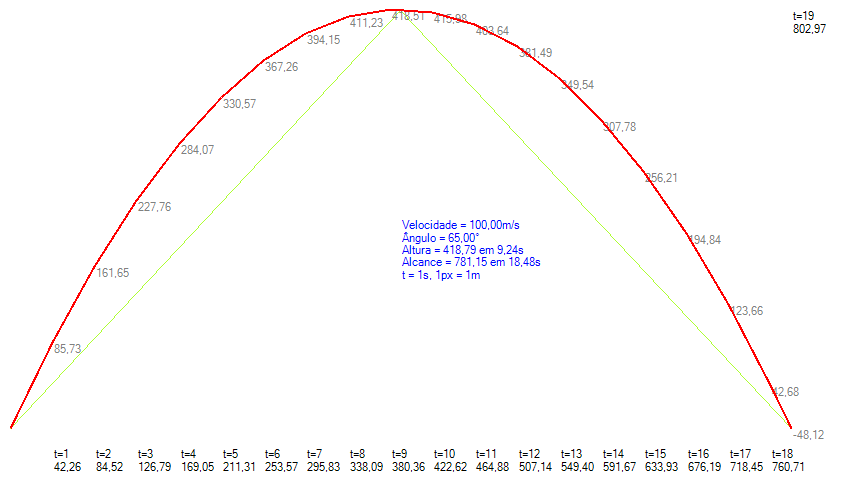 418,51
415,98
411,23
403,64
394,15
381,49
367,26
349,54
330,57
307,78
284,07
256,21
227,76
194,84
161,65
123,66
85,73
42,68
-48,12
t=19
802,97
Velocidade = 100,00m/s
Ângulo = 65,00°
Altura = 418,79 em 9,24s
Alcance = 781,15 em 18,48s
t = 1s, 1px = 1m
t=1 t=2 t=3 t=4 t=5 t=6 t=7 t=8 t=9 t=10 t=11 t=12 t=13 t=14 t=15 t=16 t=17 t=18
42,26 84,52 126,79 169,05 211,31 253,57 295,83 338,09 380,36 422,62 464,88 507,14 549,40 591,67 633,93 676,19 718,45 760,71